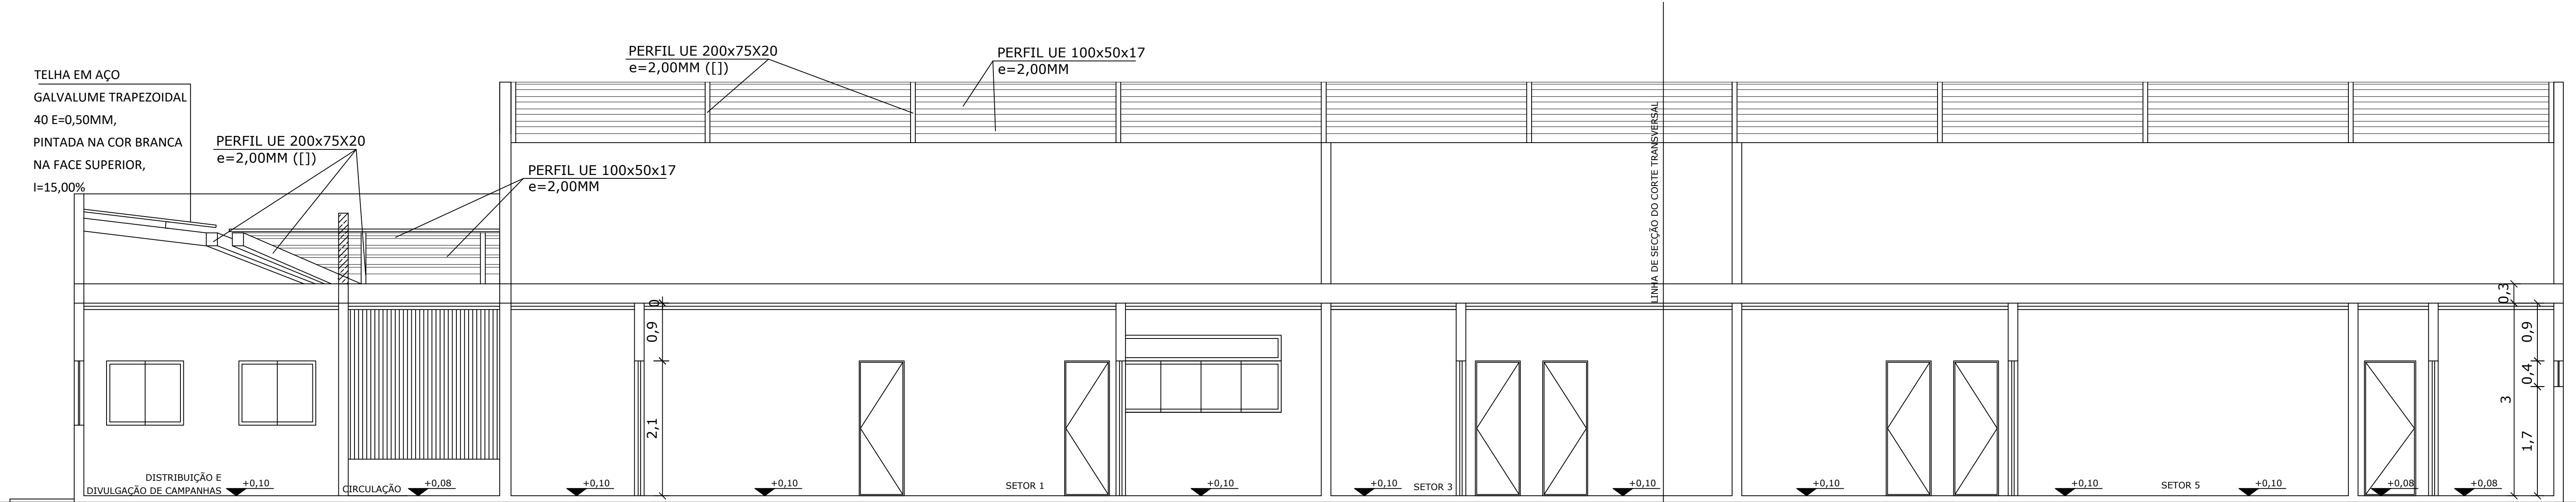 TELHA EM AÇO
GALVALUME TRAPEZOIDAL
40 E=0,50MM,
PINTADA NA COR BRANCA
NA FACE SUPERIOR,
I=15,00%
PERFIL UE 200x75X20
e=2,00MM ([])
PERFIL UE 100x50x17
e=2,00MM
PERFIL UE 200x75X20
e=2,00MM ([])
PERFIL UE 100x50x17
e=2,00MM
LINHA DE SECÇÃO DO CORTE TRANSVERSAL
0
0,9
2,1
0,3
0,9
0,4
3
1,7
DISTRIBUIÇÃO E
DIVULGAÇÃO DE CAMPANHAS
+0,10
CIRCULAÇÃO
+0,08
+0,10
+0,10
SETOR 1
+0,10
+0,10
SETOR 3
+0,10
+0,10
+0,10
SETOR 5
+0,10
+0,08
+0,08